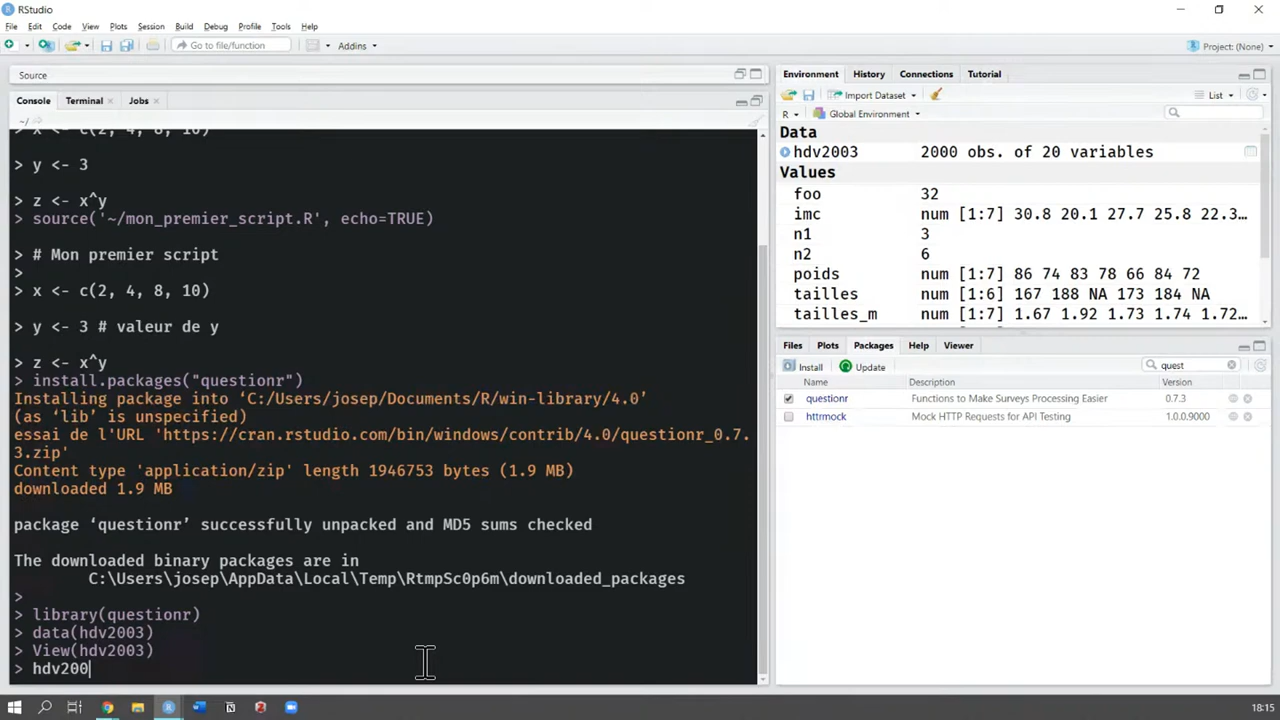 RStudio
File Edit Code View Plots Session Build Debug Profile Tools Help
Go to file/function Addins Project: (None)
Source
Console Terminal Jobs
~/
> x <- c(2, 4, 8, 10)
> y <- 3
> z <- x^y
> source('~/mon_premier_script.R', echo=TRUE)
> # Mon premier script
>
> x <- c(2, 4, 8, 10)
> y <- 3 # valeur de y
> z <- x^y
> install.packages("questionr")
Installing package into ‘C:/Users/josep/Documents/R/win-library/4.0’
(as ‘lib’ is unspecified)
essai de l'URL 'https://cran.rstudio.com/bin/windows/contrib/4.0/questionr_0.7.
3.zip'
Content type 'application/zip' length 1946753 bytes (1.9 MB)
downloaded 1.9 MB
package ‘questionr’ successfully unpacked and MD5 sums checked
The downloaded binary packages are in
C:\Users\josep\AppData\Local\Temp\RtmpSc0p6m\downloaded_packages
>
> library(questionr)
> data(hdv2003)
> View(hdv2003)
> hdv200
Environment History Connections Tutorial
Import Dataset List
R Global Environment
Data
hdv2003 2000 obs. of 20 variables
Values
foo 32
imc num [1:7] 30.8 20.1 27.7 25.8 22.3…
n1 3
n2 6
poids num [1:7] 86 74 83 78 66 84 72
tailles num [1:6] 167 188 NA 173 184 NA
tailles_m num [1:7] 1.67 1.92 1.73 1.74 1.72…
Files Plots Packages Help Viewer
Install Update quest
Name Description Version
questionr Functions to Make Surveys Processing Easier 0.7.3
httrmock Mock HTTP Requests for API Testing 1.0.0.9000
18:15